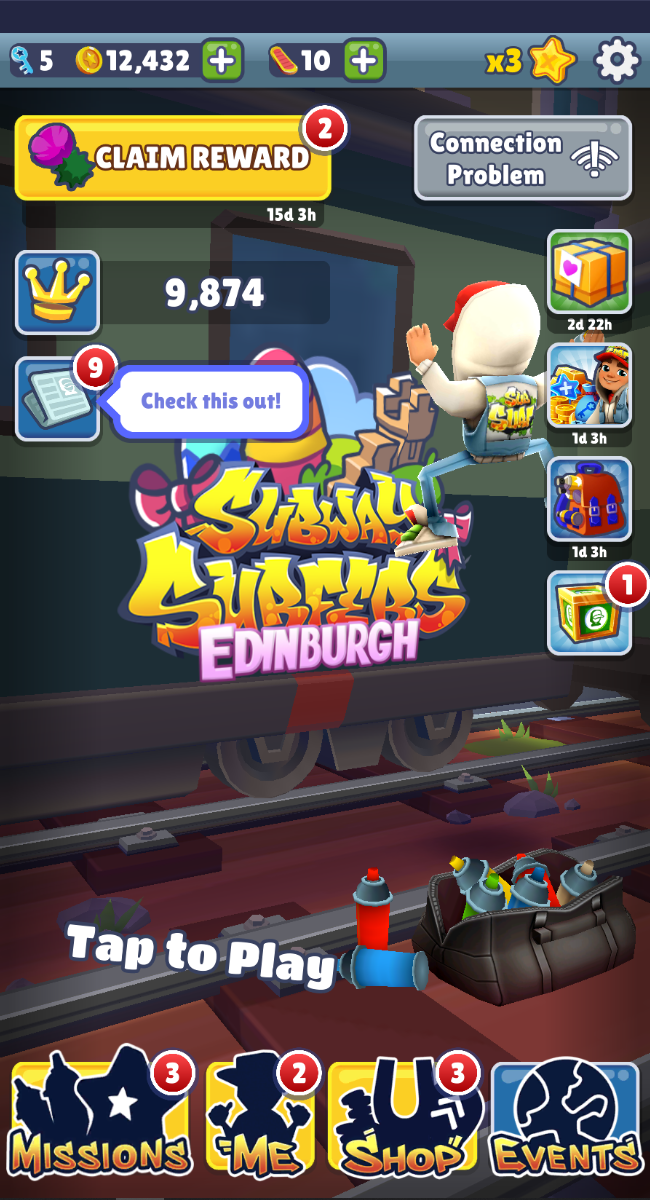 5
12,432
10
x3
2
CLAIM REWARD
15d 3h
Connection
Problem
9,874
2d 22h
9
Check this out!
1d 3h
SUB
SURF
1d 3h
1
SUBWAY
SURFERS
EDINBURGH
Tap to Play
3
MISSIONS
2
ME
3
SHOP
EVENTS